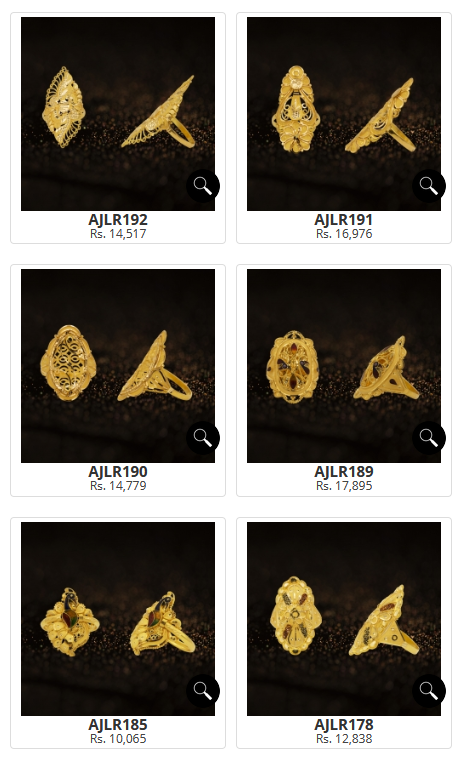 AJLR192
Rs. 14,517
AJLR191
Rs. 16,976
AJLR190
Rs. 14,779
AJLR189
Rs. 17,895
AJLR185
Rs. 10,065
AJLR178
Rs. 12,838